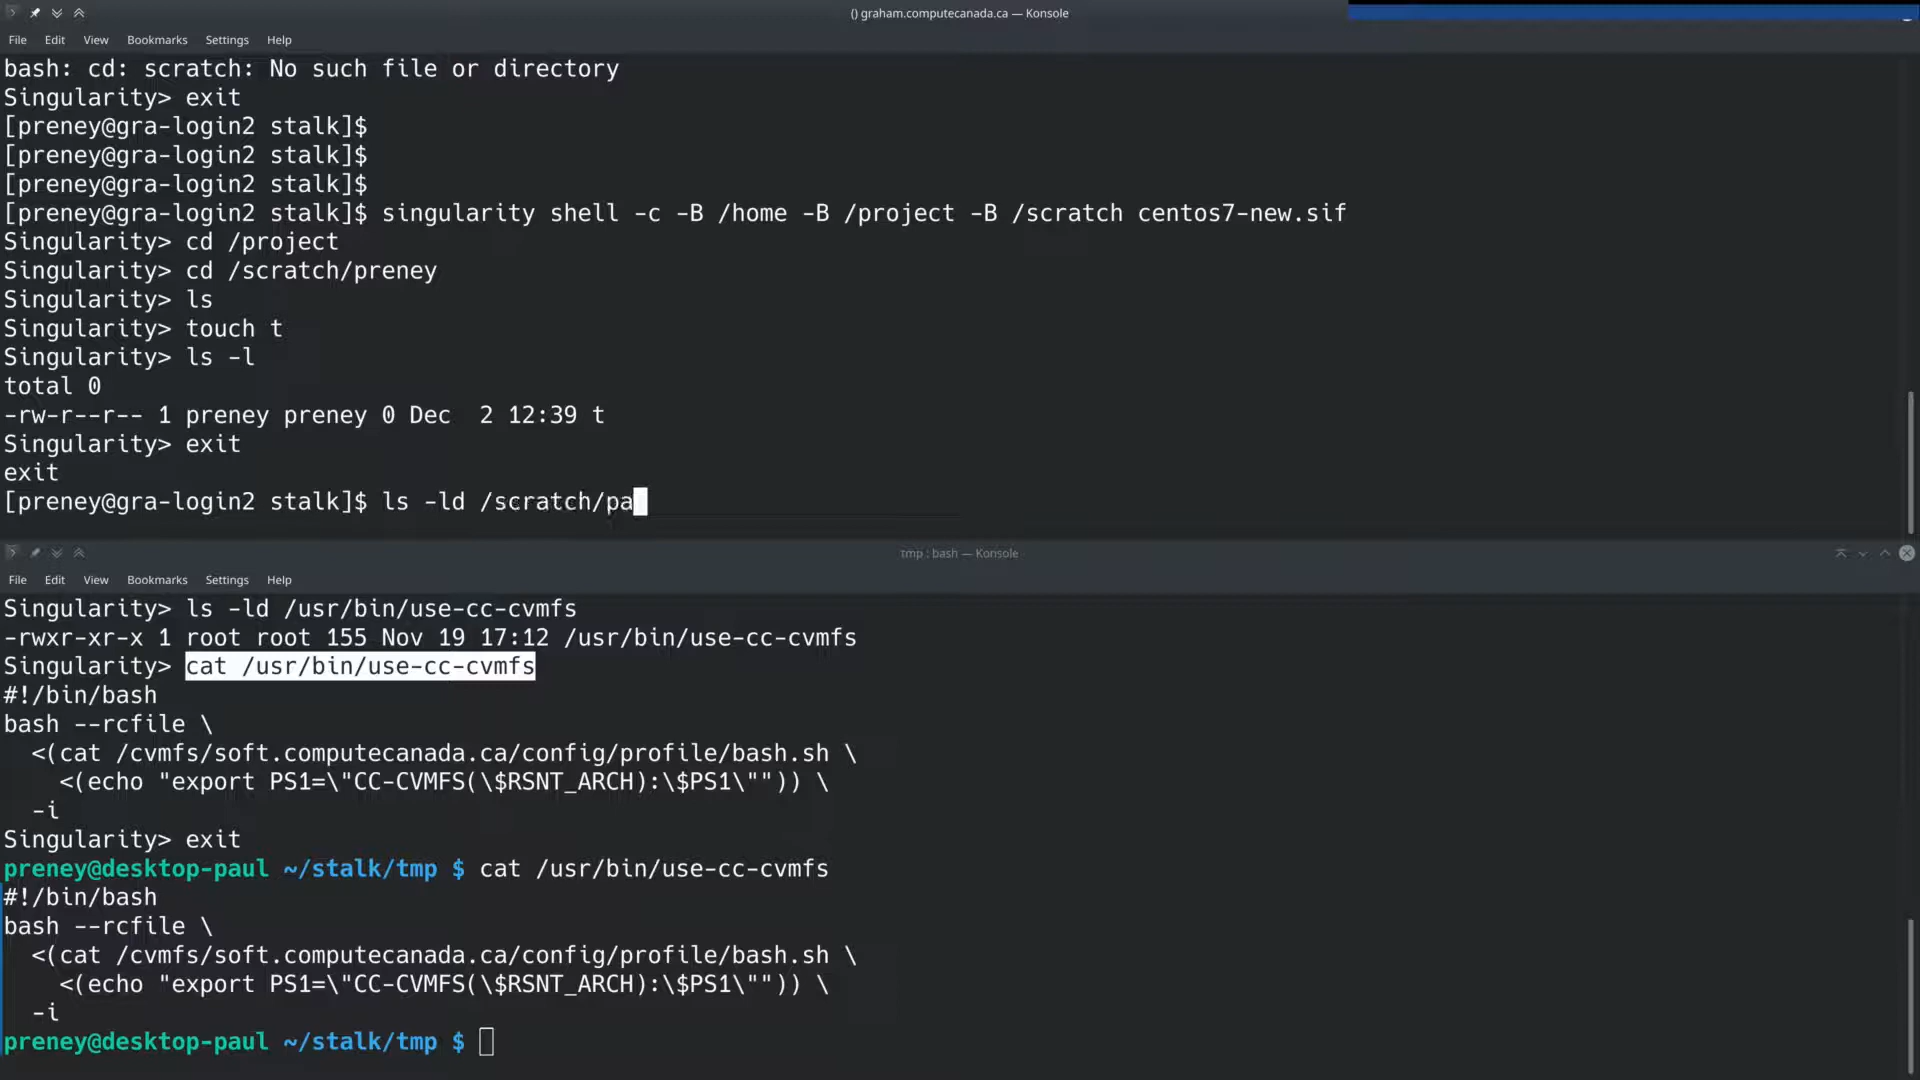 () graham.computecanada.ca — Konsole
File Edit View Bookmarks Settings Help
bash: cd: scratch: No such file or directory
Singularity> exit
[preney@gra-login2 stalk]$
[preney@gra-login2 stalk]$
[preney@gra-login2 stalk]$
[preney@gra-login2 stalk]$ singularity shell -c -B /home -B /project -B /scratch centos7-new.sif
Singularity> cd /project
Singularity> cd /scratch/preney
Singularity> ls
Singularity> touch t
Singularity> ls -l
total 0
-rw-r--r-- 1 preney preney 0 Dec  2 12:39 t
Singularity> exit
exit
[preney@gra-login2 stalk]$ ls -ld /scratch/pa
tmp : bash — Konsole
File Edit View Bookmarks Settings Help
Singularity> ls -ld /usr/bin/use-cc-cvmfs
-rwxr-xr-x 1 root root 155 Nov 19 17:12 /usr/bin/use-cc-cvmfs
Singularity> cat /usr/bin/use-cc-cvmfs
#!/bin/bash
bash --rcfile \
  <(cat /cvmfs/soft.computecanada.ca/config/profile/bash.sh \
    <(echo "export PS1=\"CC-CVMFS(\$RSNT_ARCH):\$PS1\"")) \
  -i
Singularity> exit
preney@desktop-paul ~/stalk/tmp $ cat /usr/bin/use-cc-cvmfs
#!/bin/bash
bash --rcfile \
  <(cat /cvmfs/soft.computecanada.ca/config/profile/bash.sh \
    <(echo "export PS1=\"CC-CVMFS(\$RSNT_ARCH):\$PS1\"")) \
  -i
preney@desktop-paul ~/stalk/tmp $